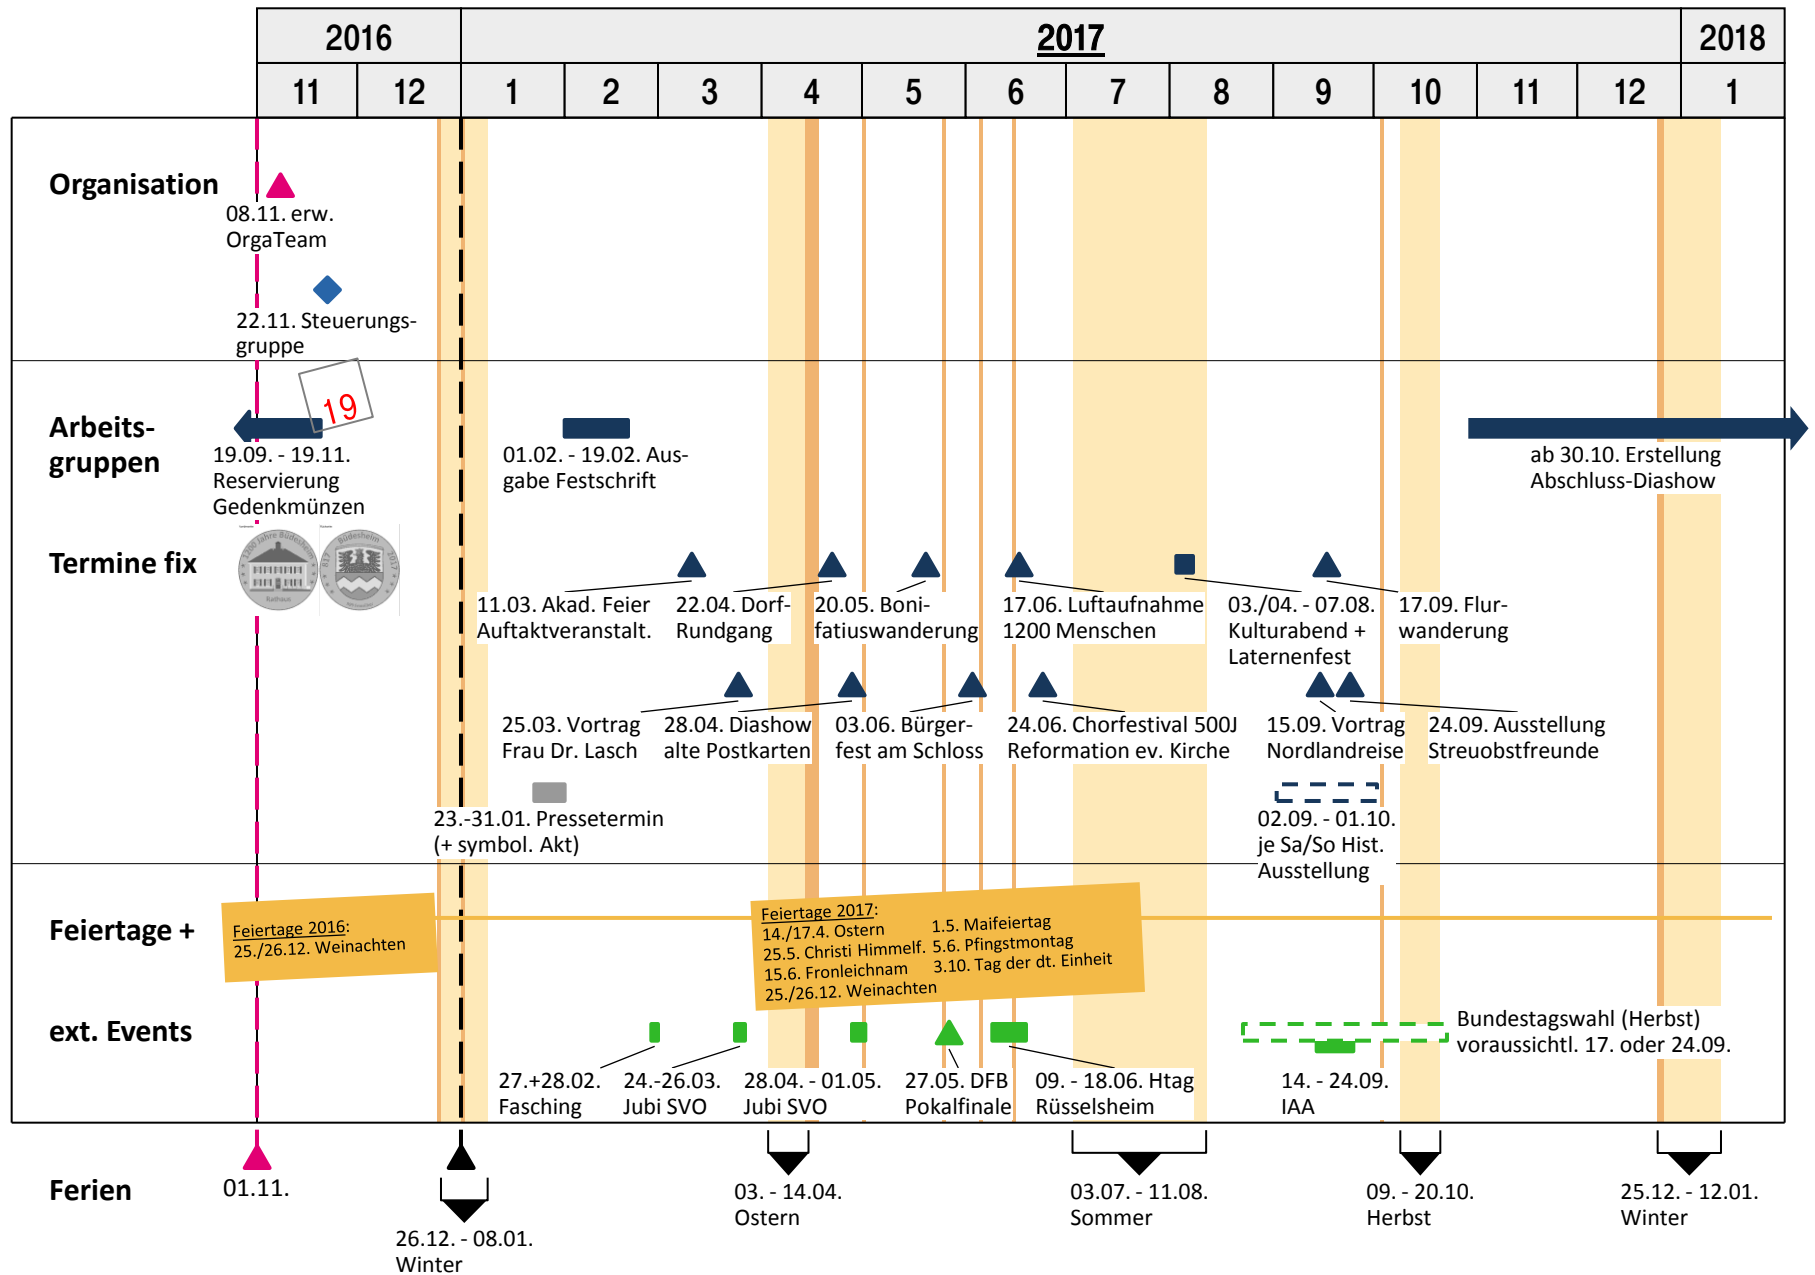 2016
2017
2018
11
12
1
2
3
4
5
6
7
8
9
10
11
12
1
Organisation
08.11. erw.
OrgaTeam
22.11. Steuerungs-
gruppe
Arbeits-
gruppen
19
19.09. - 19.11.
Reservierung
Gedenkmünzen
01.02. - 19.02. Aus-
gabe Festschrift
ab 30.10. Erstellung
Abschluss-Diashow
Termine fix
1200 Jahre Büdesheim
Rathaus
817 Büdesheim 2017
11.03. Akad. Feier
Auftaktveranstalt.
22.04. Dorf-
Rundgang
20.05. Boni-
fatiuswanderung
17.06. Luftaufnahme
1200 Menschen
03./04. - 07.08.
Kulturabend +
Laternenfest
17.09. Flur-
wanderung
25.03. Vortrag
Frau Dr. Lasch
28.04. Diashow
alte Postkarten
03.06. Bürger-
fest am Schloss
24.06. Chorfestival 500J
Reformation ev. Kirche
15.09. Vortrag
Nordlandreise
24.09. Ausstellung
Streuobstfreunde
23.-31.01. Pressetermin
(+ symbol. Akt)
02.09. - 01.10.
je Sa/So Hist.
Ausstellung
Feiertage +
Feiertage 2016:
25./26.12. Weinachten
Feiertage 2017:
14./17.4. Ostern
25.5. Christi Himmelf.
15.6. Fronleichnam
25./26.12. Weinachten
1.5. Maifeiertag
5.6. Pfingstmontag
3.10. Tag der dt. Einheit
ext. Events
27.+28.02.
Fasching
24.-26.03.
Jubi SVO
28.04. - 01.05.
Jubi SVO
27.05. DFB
Pokalfinale
09. - 18.06. Htag
Rüsselsheim
14. - 24.09.
IAA
Bundestagswahl (Herbst)
voraussichtl. 17. oder 24.09.
Ferien
01.11.
26.12. - 08.01.
Winter
03. - 14.04.
Ostern
03.07. - 11.08.
Sommer
09. - 20.10.
Herbst
25.12. - 12.01.
Winter